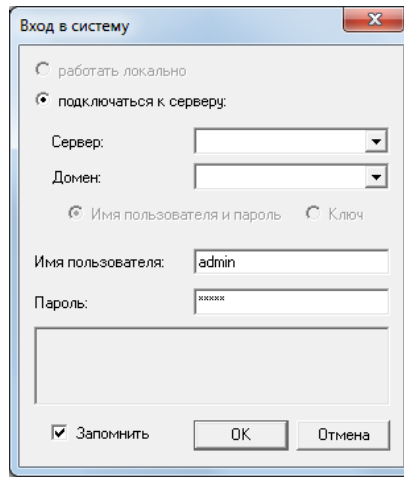 Вход в систему
работать локально
подключаться к серверу:
Сервер:
Домен:
Имя пользователя и пароль Ключ
Имя пользователя: admin
Пароль: xxxxx
Запомнить OK Отмена